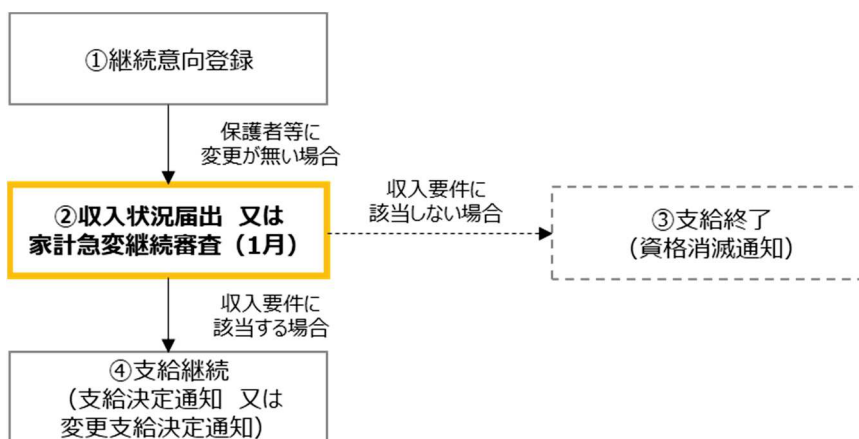 ①継続意向登録
保護者等に
変更が無い場合
②収入状況届出 又は
家計急変継続審査（1月）
収入要件に
該当しない場合
③支給終了
（資格消滅通知）
収入要件に
該当する場合
④支給継続
（支給決定通知 又は
変更支給決定通知）